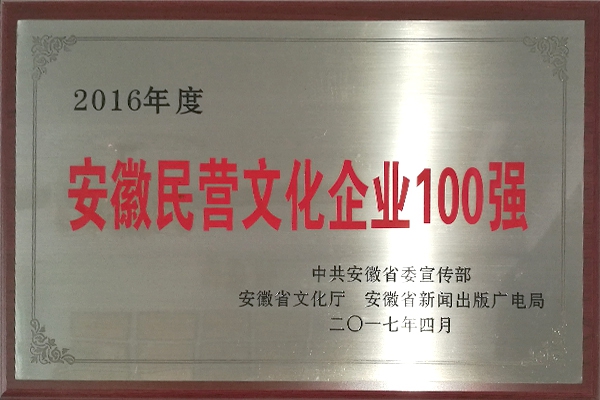 2016年度
安徽民营文化企业100强
中共安徽省委宣传部
安徽省文化厅　安徽省新闻出版广电局
二〇一七年四月